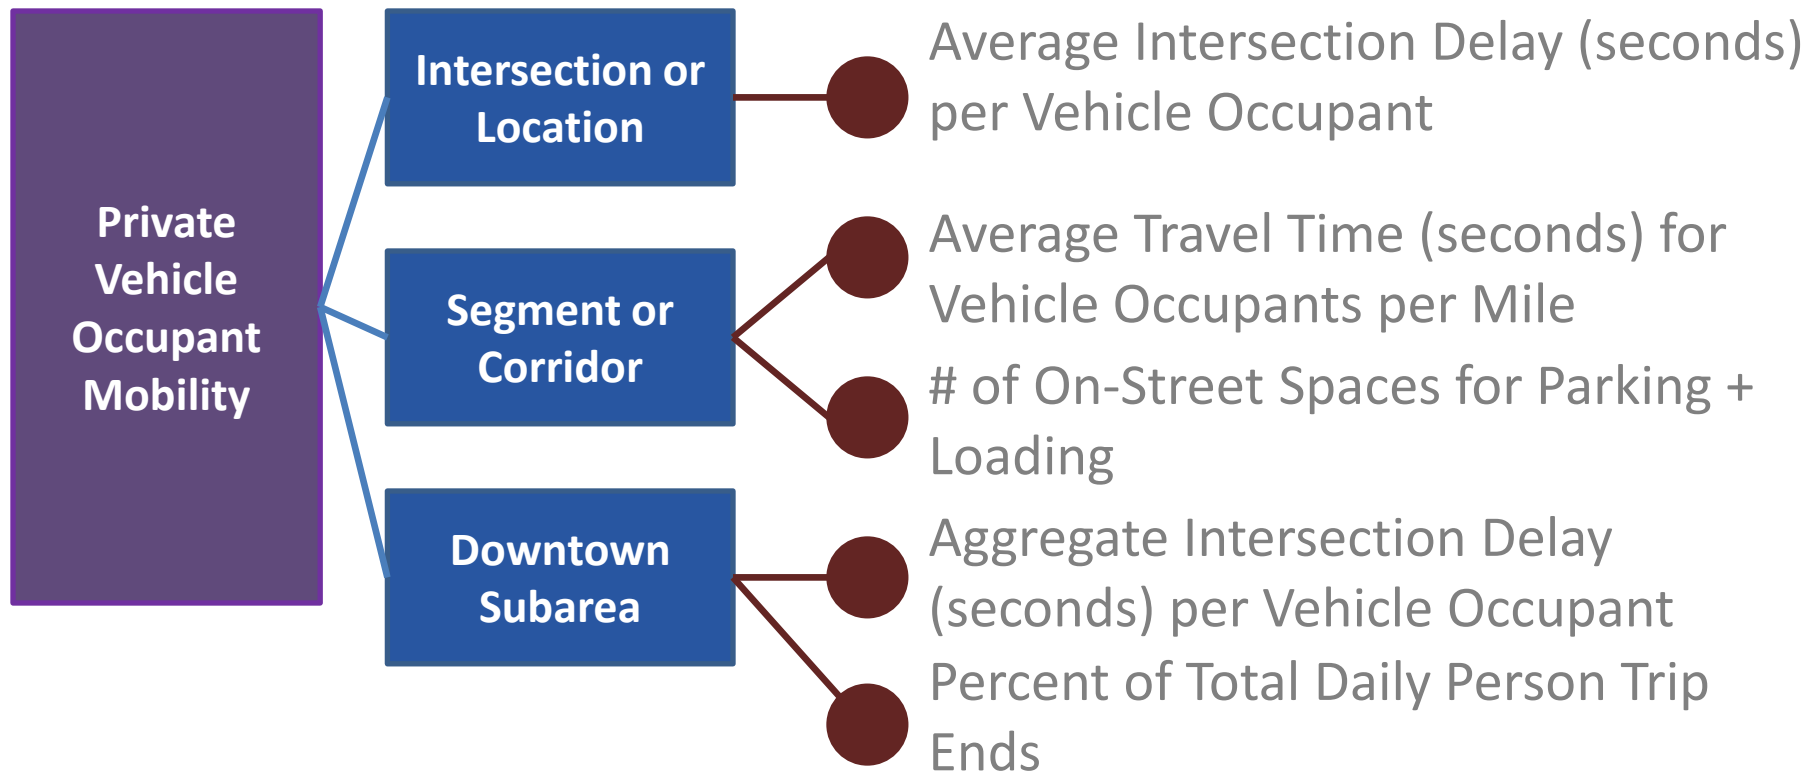 Private
Vehicle
Occupant
Mobility
Intersection or
Location
Average Intersection Delay (seconds)
per Vehicle Occupant
Segment or
Corridor
Average Travel Time (seconds) for
Vehicle Occupants per Mile
# of On-Street Spaces for Parking +
Loading
Downtown
Subarea
Aggregate Intersection Delay
(seconds) per Vehicle Occupant
Percent of Total Daily Person Trip
Ends